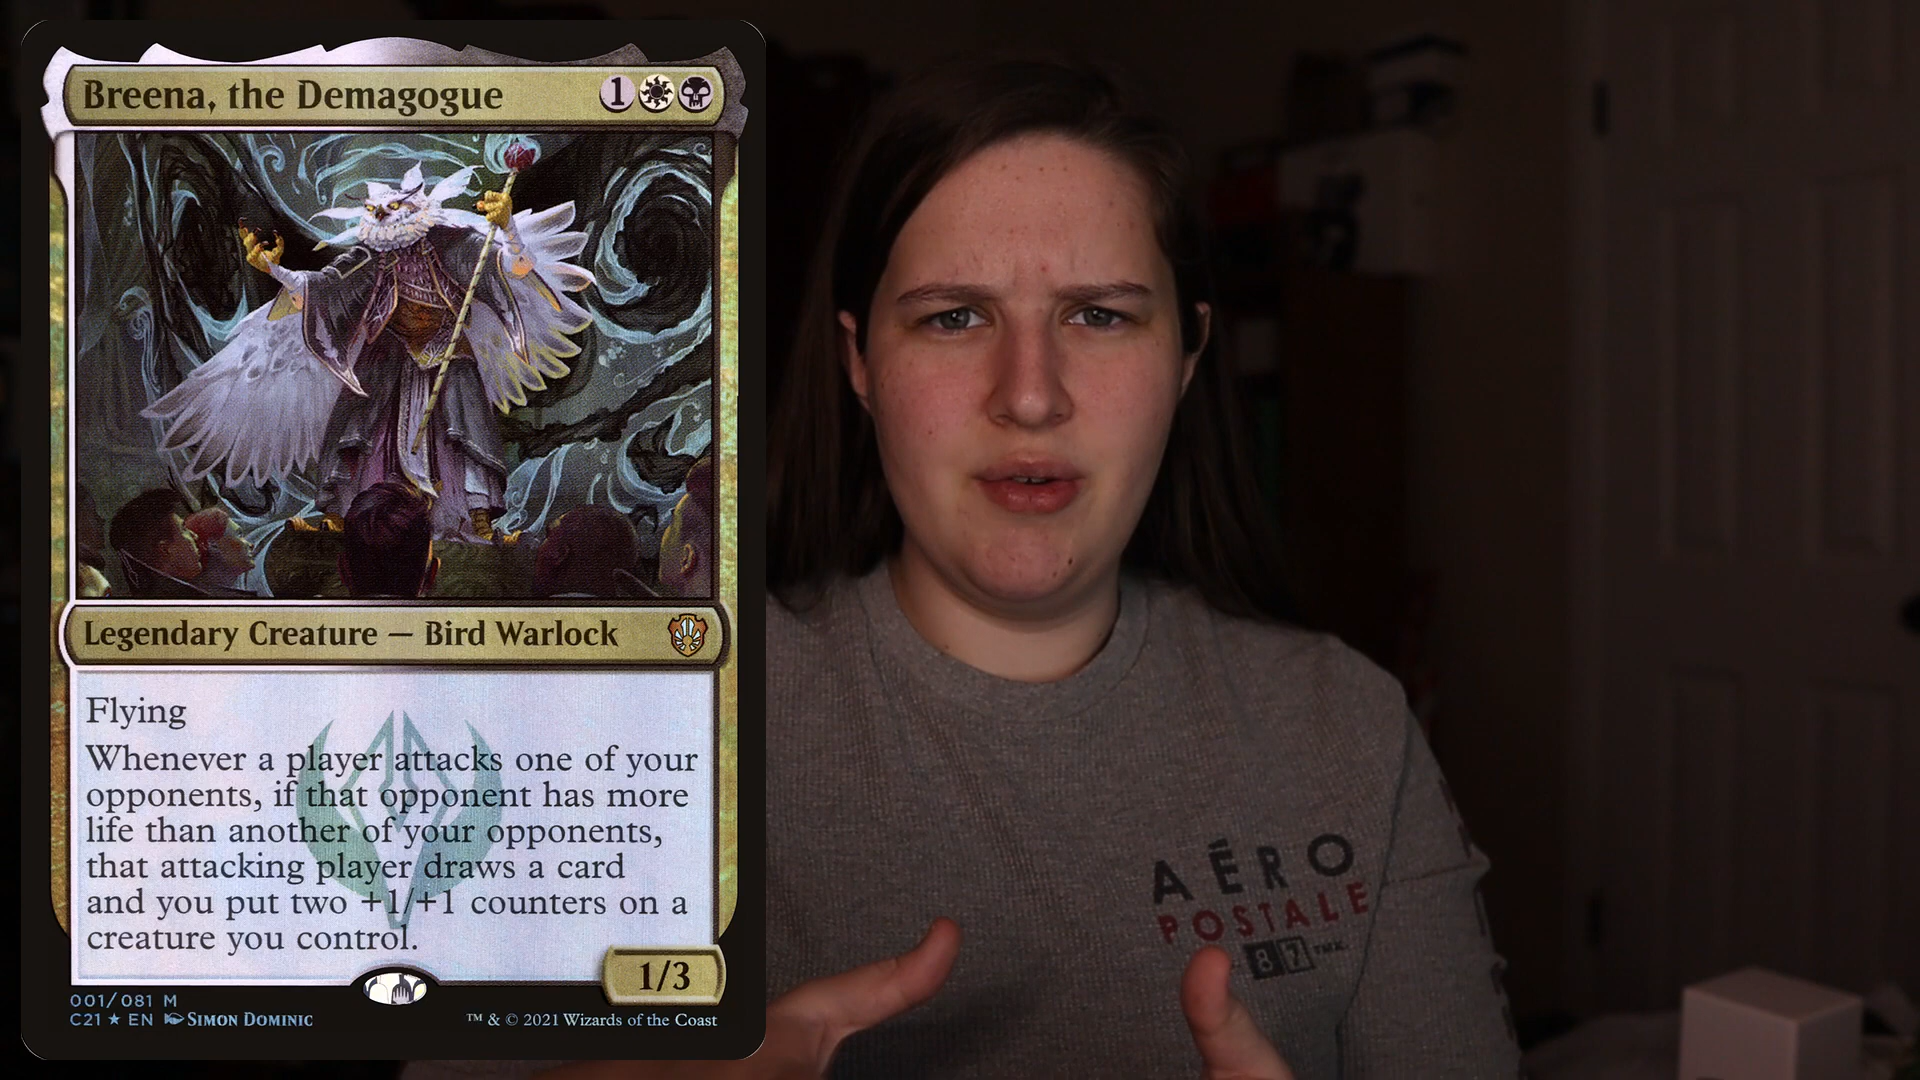 Breena, the Demagogue 1
Legendary Creature — Bird Warlock
Flying
Whenever a player attacks one of your
opponents, if that opponent has more
life than another of your opponents,
that attacking player draws a card
and you put two +1/+1 counters on a
creature you control.
1/3
001/081 M
C21 ★ EN Simon Dominic
™ & © 2021 Wizards of the Coast
AÉRO
POSTALE
87 TMK.